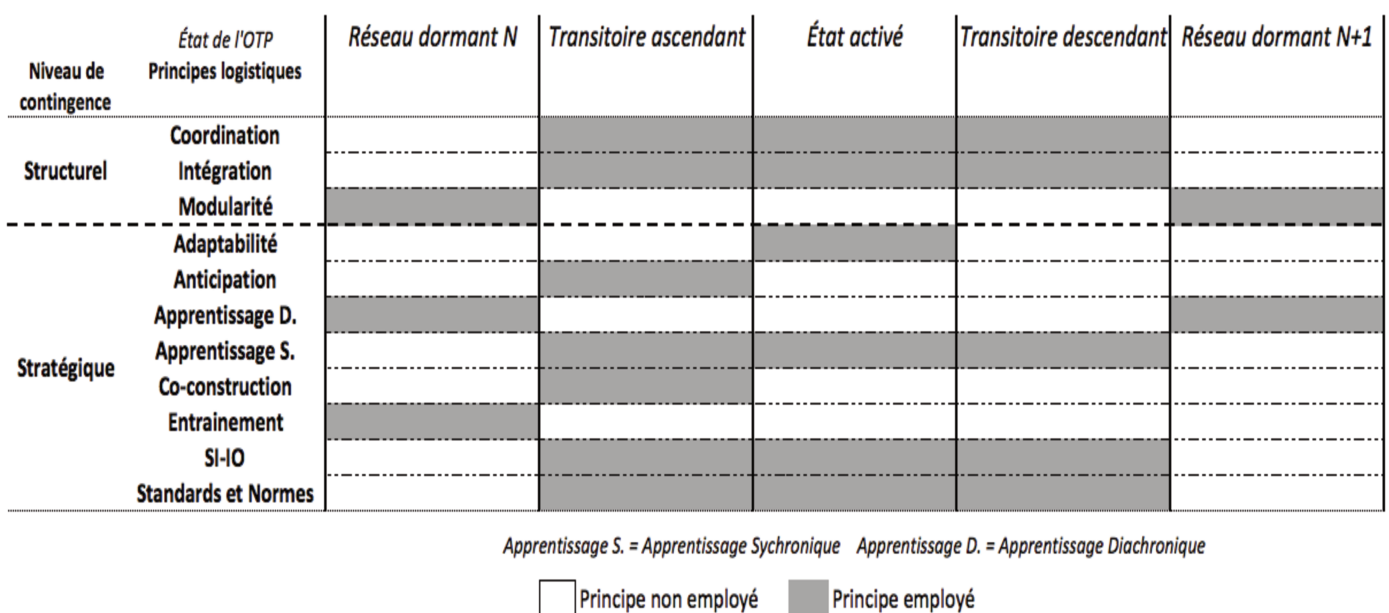 État de l'OTP Réseau dormant N Transitoire ascendant État activé Transitoire descendant Réseau dormant N+1
Niveau de contingence Principes logistiques
Coordination
Structurel Intégration
Modularité
Adaptabilité
Anticipation
Apprentissage D.
Stratégique Apprentissage S.
Co-construction
Entrainement
SI-IO
Standards et Normes
Apprentissage S. = Apprentissage Sychronique Apprentissage D. = Apprentissage Diachronique
Principe non employé Principe employé